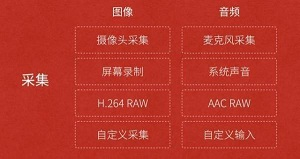 图像 音频
摄像头采集 麦克风采集
屏幕录制 系统声音
采集
H.264 RAW AAC RAW
自定义采集 自定义输入